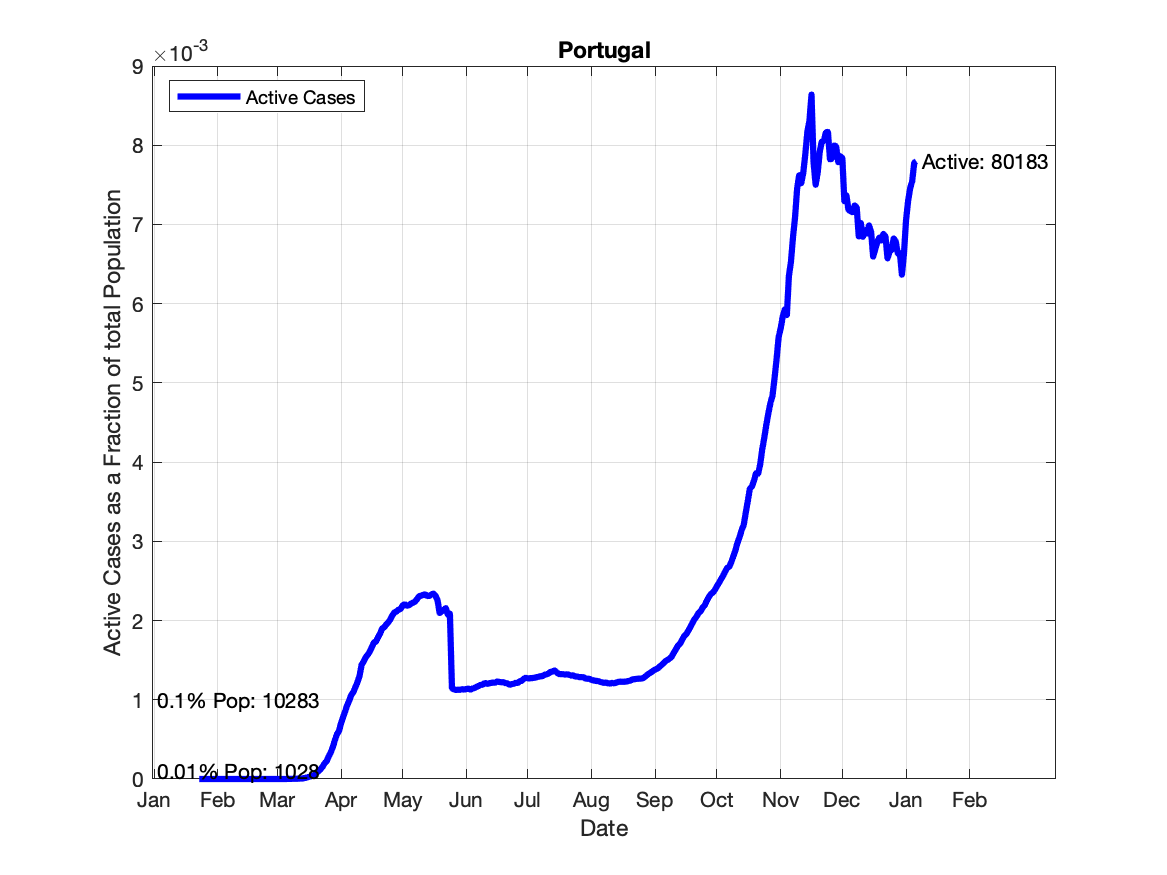 Portugal
×10-3
Active Cases
9
8
7
6
5
4
3
2
1
0
Active Cases as a Fraction of total Population
Active: 80183
0.1% Pop: 10283
0.01% Pop: 1028
Jan Feb Mar Apr May Jun Jul Aug Sep Oct Nov Dec Jan Feb
Date